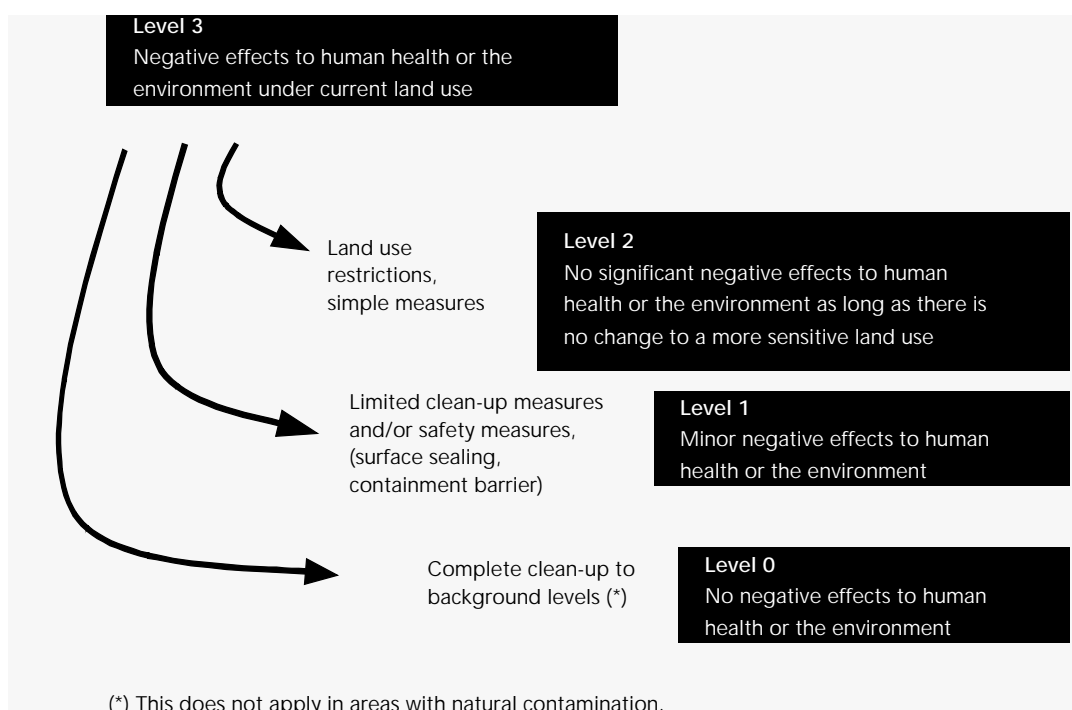 Level 3
Negative effects to human health or the
environment under current land use
Land use
restrictions,
simple measures
Level 2
No significant negative effects to human
health or the environment as long as there is
no change to a more sensitive land use
Limited clean-up measures
and/or safety measures,
(surface sealing,
containment barrier)
Level 1
Minor negative effects to human
health or the environment
Complete clean-up to
background levels (*)
Level 0
No negative effects to human
health or the environment
(*) This does not apply in areas with natural contamination.